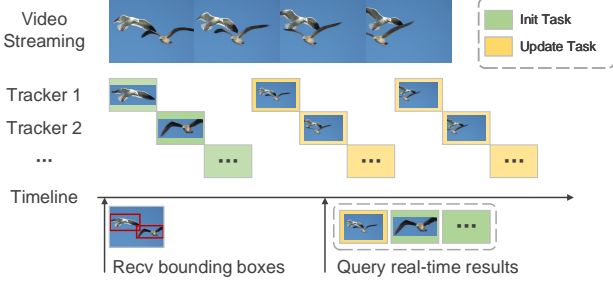 Video
Streaming
Init Task
Update Task
Tracker 1
Tracker 2
...
...
...
...
Timeline
...
Recv bounding boxes
Query real-time results